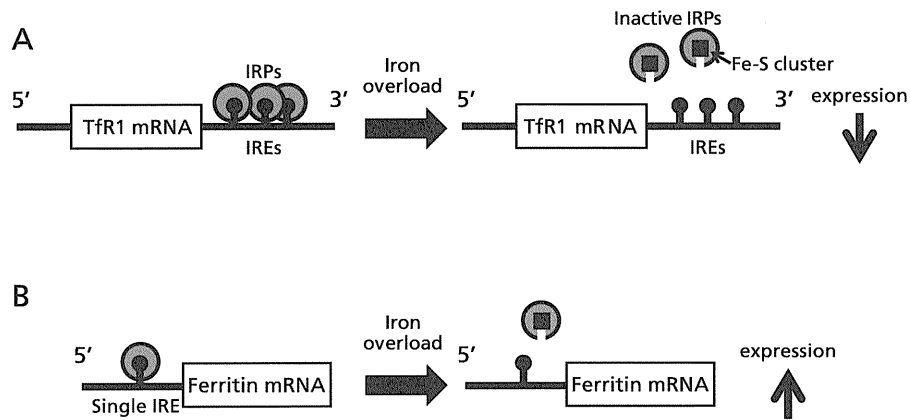 A
Inactive IRPs
Fe-S cluster
IRPs
5’
3’
Iron
overload
5’
3’
expression
TfR1 mRNA
TfR1 mRNA
IREs
IREs
B
Iron
overload
5’
5’
expression
Ferritin mRNA
Ferritin mRNA
Single IRE